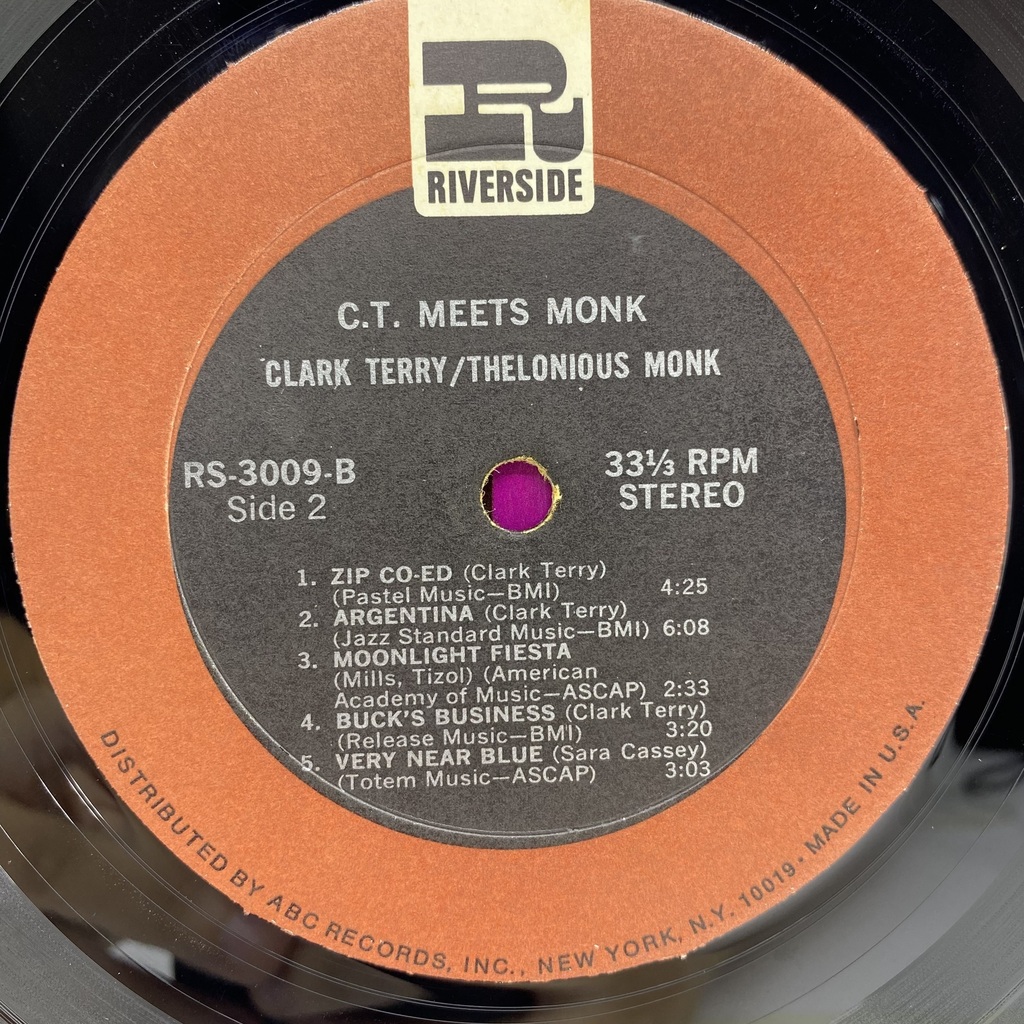 R
RIVERSIDE
C.T. MEETS MONK
CLARK TERRY/THELONIOUS MONK
RS-3009-B
Side 2
33⅓ RPM
STEREO
1. ZIP CO-ED (Clark Terry)
(Pastel Music—BMI) 4:25
2. ARGENTINA (Clark Terry)
(Jazz Standard Music—BMI) 6:08
3. MOONLIGHT FIESTA
(Mills, Tizol) (American
Academy of Music—ASCAP) 2:33
4. BUCK'S BUSINESS (Clark Terry)
(Release Music—BMI) 3:20
5. VERY NEAR BLUE (Sara Cassey)
(Totem Music—ASCAP) 3:03
DISTRIBUTED BY ABC RECORDS, INC., NEW YORK, N.Y. 10019 • MADE IN U.S.A.